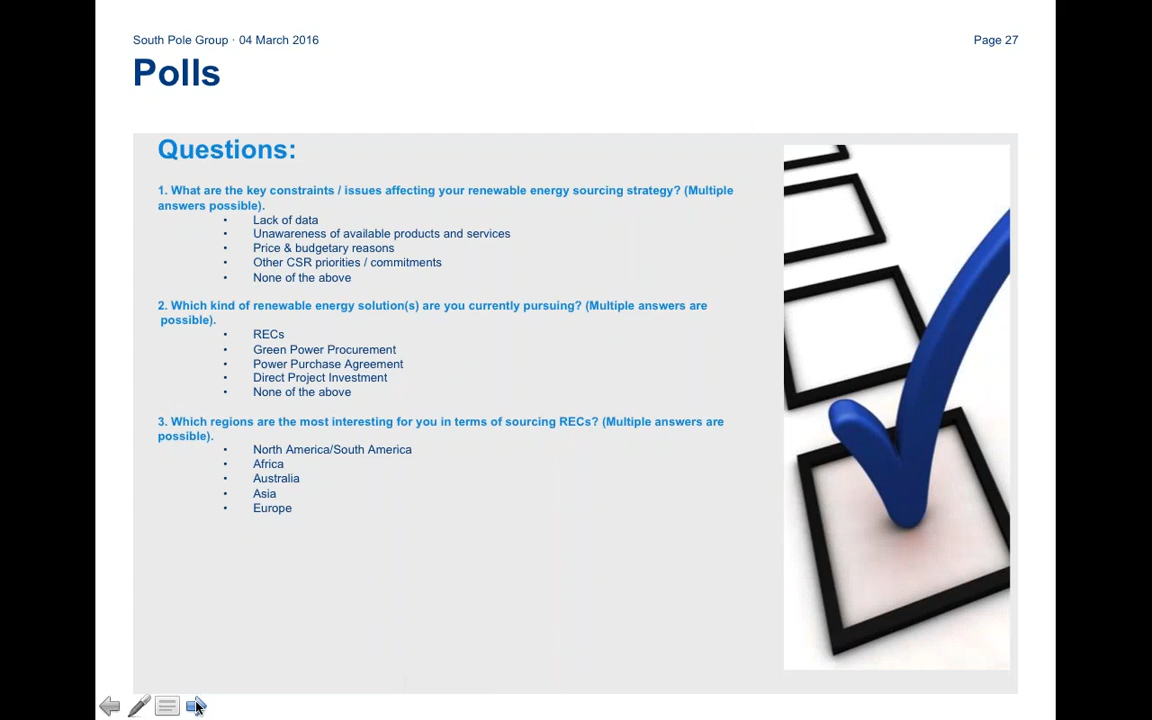 South Pole Group · 04 March 2016
Page 27
Polls
Questions:
1. What are the key constraints / issues affecting your renewable energy sourcing strategy? (Multiple
answers possible).
• Lack of data
• Unawareness of available products and services
• Price & budgetary reasons
• Other CSR priorities / commitments
• None of the above
2. Which kind of renewable energy solution(s) are you currently pursuing? (Multiple answers are
possible).
• RECs
• Green Power Procurement
• Power Purchase Agreement
• Direct Project Investment
• None of the above
3. Which regions are the most interesting for you in terms of sourcing RECs? (Multiple answers are
possible).
• North America/South America
• Africa
• Australia
• Asia
• Europe